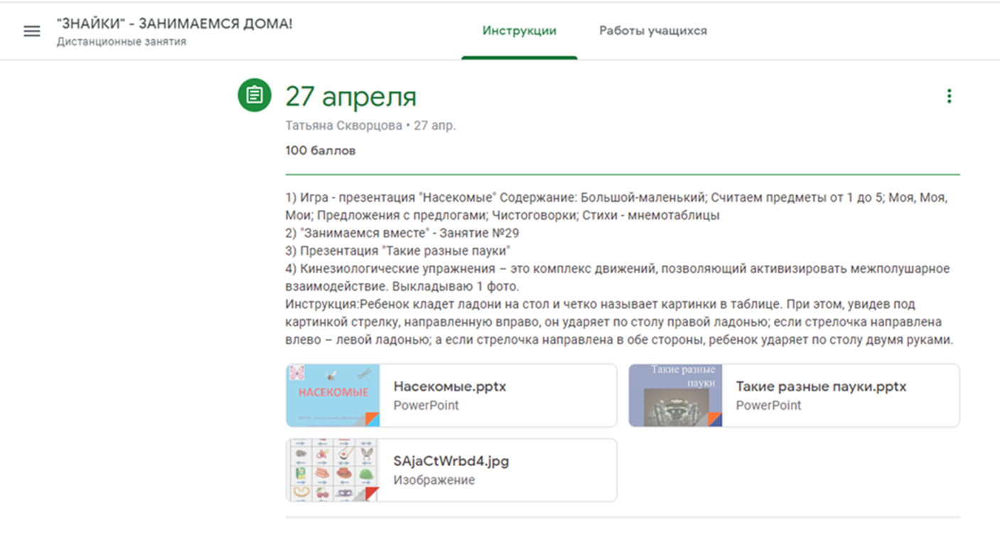 "ЗНАЙКИ" - ЗАНИМАЕМСЯ ДОМА!
Дистанционные занятия
Инструкции
Работы учащихся
27 апреля
Татьяна Скворцова • 27 апр.
100 баллов
1) Игра - презентация "Насекомые" Содержание: Большой-маленький; Считаем предметы от 1 до 5; Моя, Моя,
Мои; Предложения с предлогами; Чистоговорки; Стихи - мнемотаблицы
2) "Занимаемся вместе" - Занятие №29
3) Презентация "Такие разные пауки"
4) Кинезиологические упражнения – это комплекс движений, позволяющий активизировать межполушарное
взаимодействие. Выкладываю 1 фото.
Инструкция:Ребенок кладет ладони на стол и четко называет картинки в таблице. При этом, увидев под
картинкой стрелку, направленную вправо, он ударяет по столу правой ладонью; если стрелочка направлена
влево – левой ладонью; а если стрелочка направлена в обе стороны, ребенок ударяет по столу двумя руками.
НАСЕКОМЫЕ
Насекомые.pptx
PowerPoint
Такие разные
пауки
Такие разные пауки.pptx
PowerPoint
SAjaCtWrbd4.jpg
Изображение